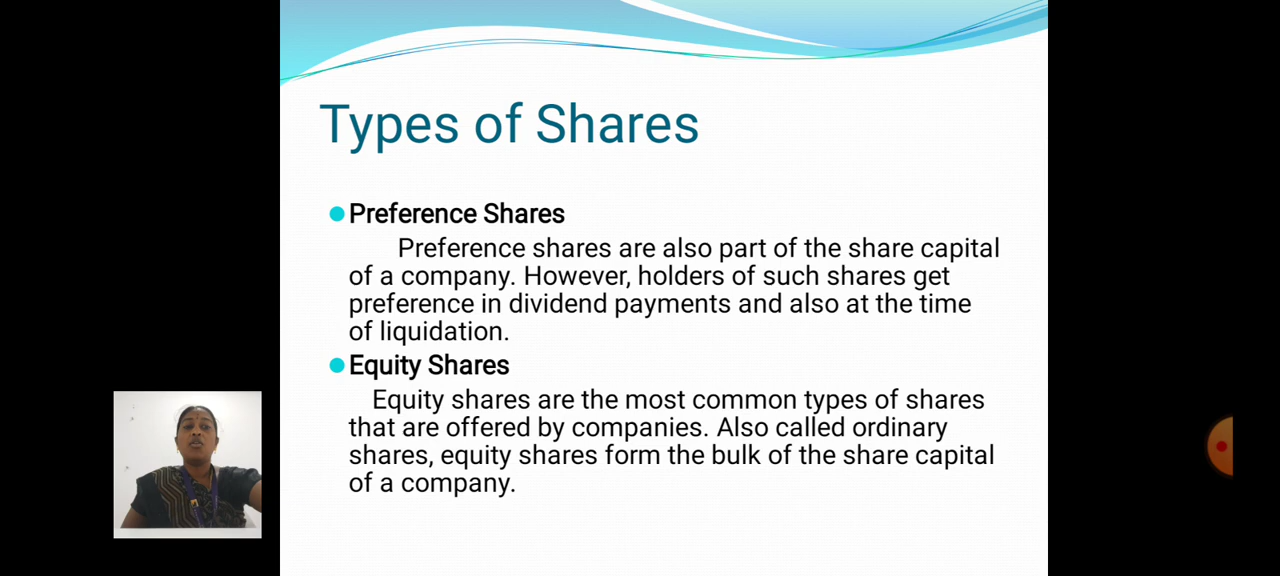 Types of Shares
Preference Shares
Preference shares are also part of the share capital
of a company. However, holders of such shares get
preference in dividend payments and also at the time
of liquidation.
Equity Shares
Equity shares are the most common types of shares
that are offered by companies. Also called ordinary
shares, equity shares form the bulk of the share capital
of a company.